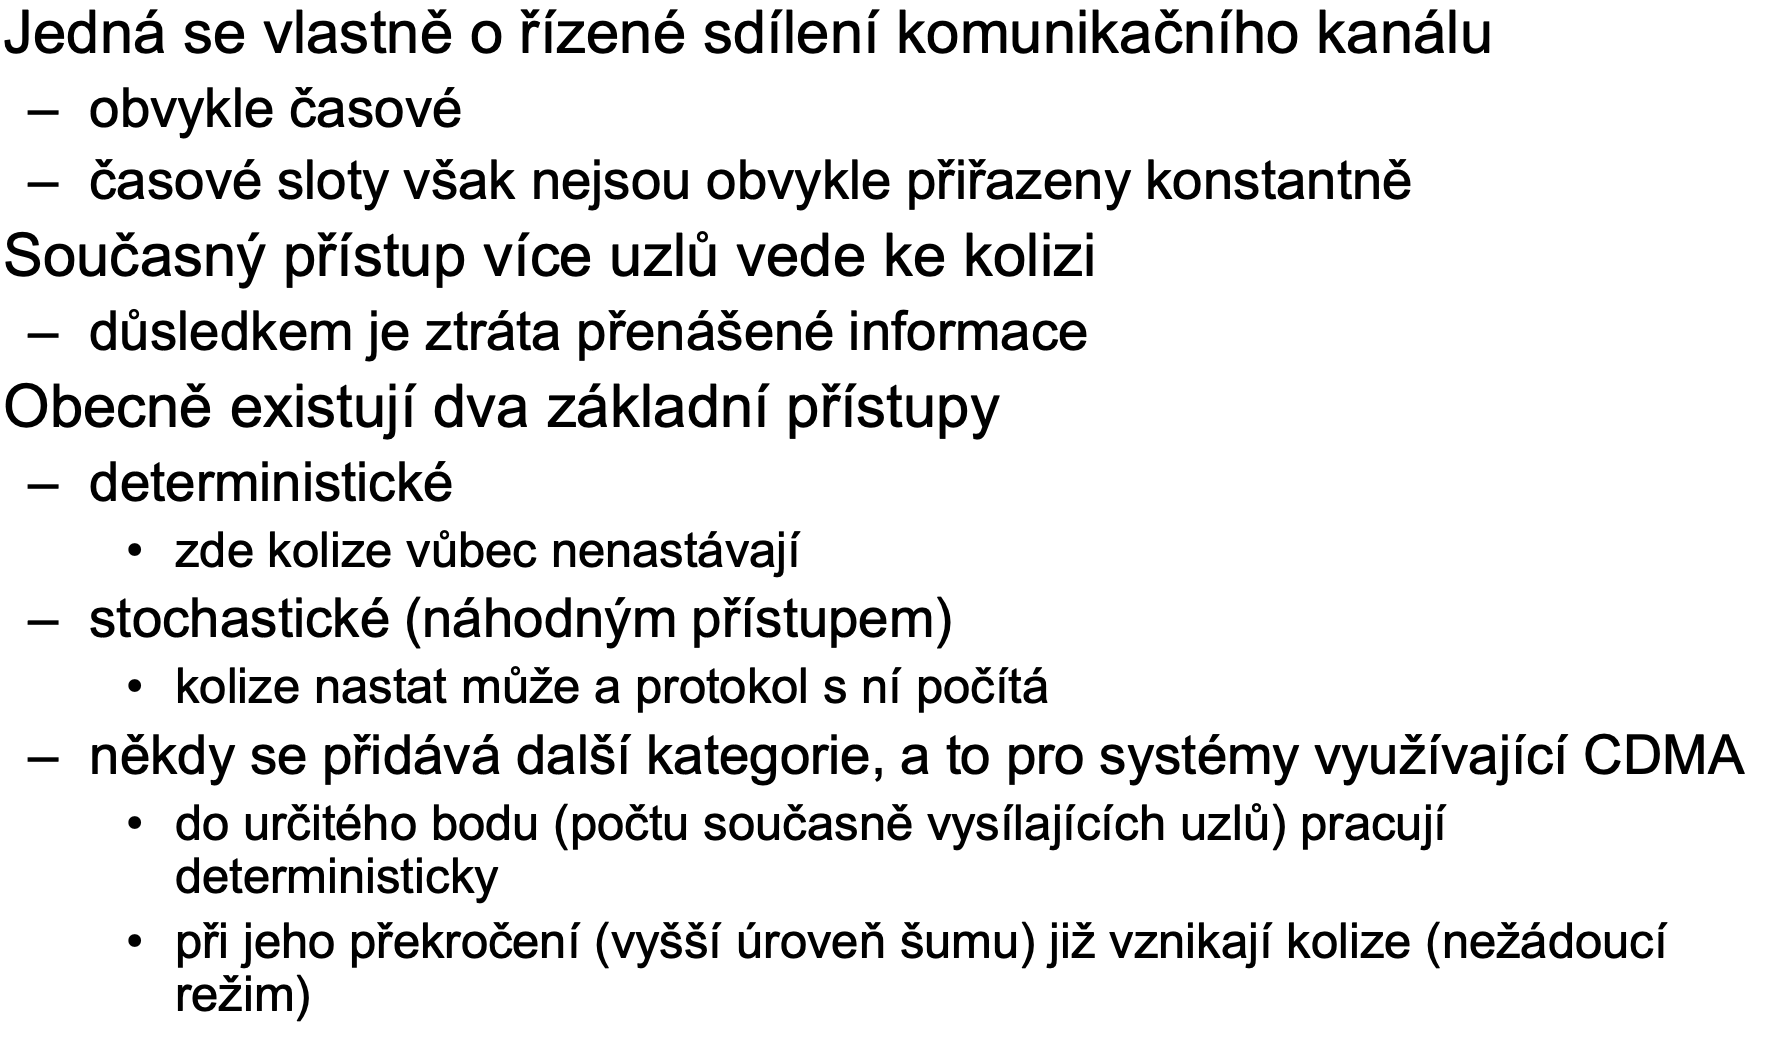 Jedná se vlastně o řízené sdílení komunikačního kanálu
– obvykle časové
– časové sloty však nejsou obvykle přiřazeny konstantně
Současný přístup více uzlů vede ke kolizi
– důsledkem je ztráta přenášené informace
Obecně existují dva základní přístupy
– deterministické
• zde kolize vůbec nenastávají
– stochastické (náhodným přístupem)
• kolize nastat může a protokol s ní počítá
– někdy se přidává další kategorie, a to pro systémy využívající CDMA
• do určitého bodu (počtu současně vysílajících uzlů) pracují
deterministicky
• při jeho překročení (vyšší úroveň šumu) již vznikají kolize (nežádoucí
režim)